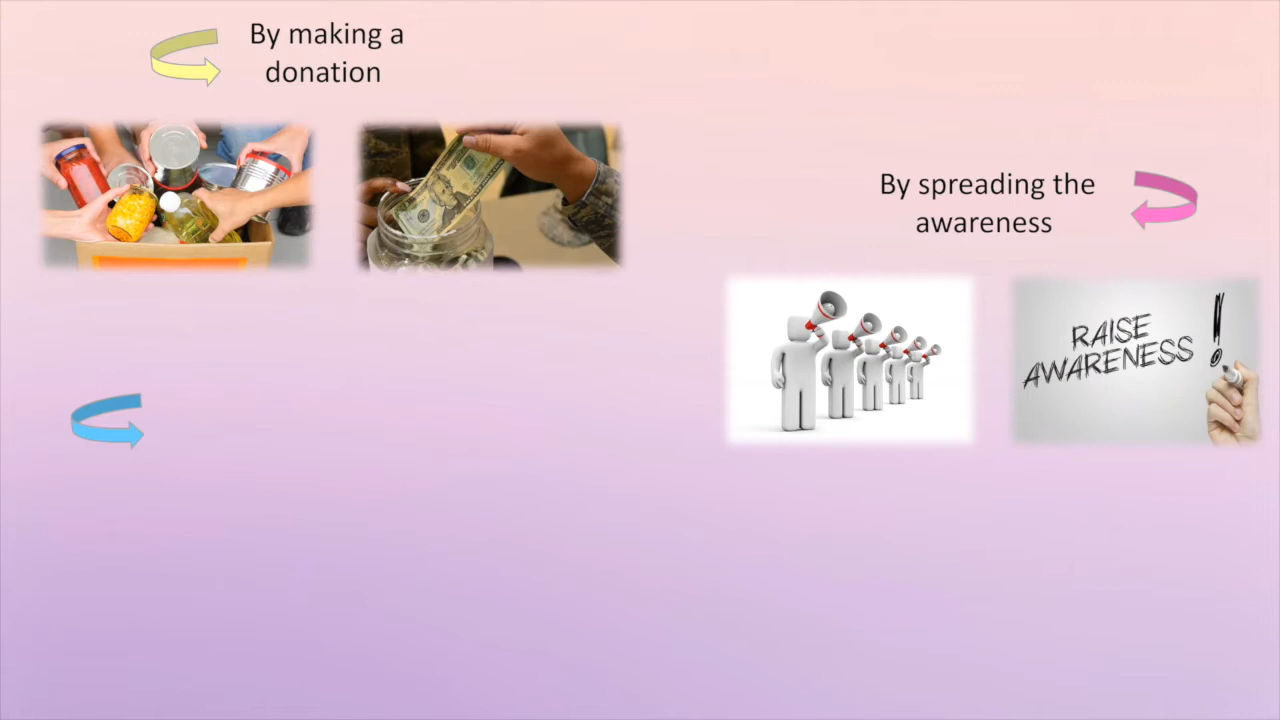 By making a
donation
By spreading the
awareness
RAISE
AWARENESS!